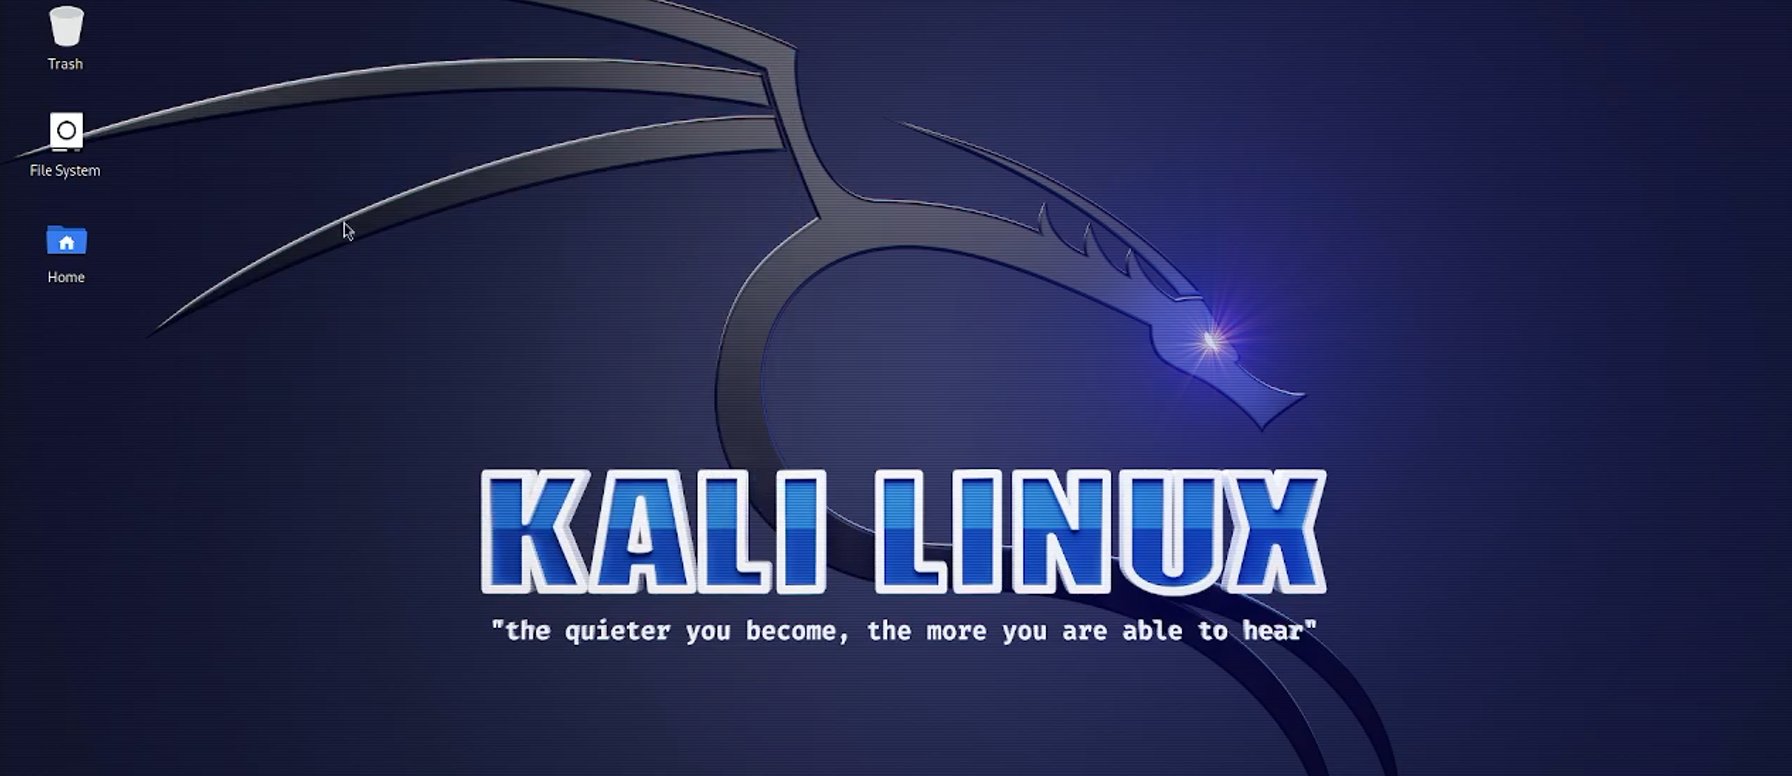 Trash
File System
Home
KALI LINUX
"the quieter you become, the more you are able to hear"